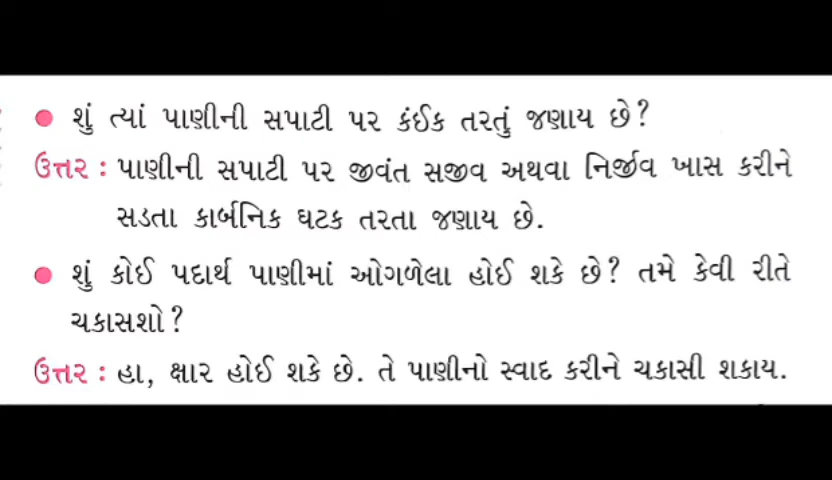 ● શું ત્યાં પાણીની સપાટી પર કંઈક તરતું જણાય છે?
ઉત્તર : પાણીની સપાટી પર જીવંત સજીવ અથવા નિર્જીવ ખાસ કરીને
સડતા કાર્બનિક ઘટક તરતા જણાય છે.
● શું કોઈ પદાર્થ પાણીમાં ઓગળેલા હોઈ શકે છે? તમે કેવી રીતે
ચકાસશો?
ઉત્તર : હા, ક્ષાર હોઈ શકે છે. તે પાણીનો સ્વાદ કરીને ચકાસી શકાય.